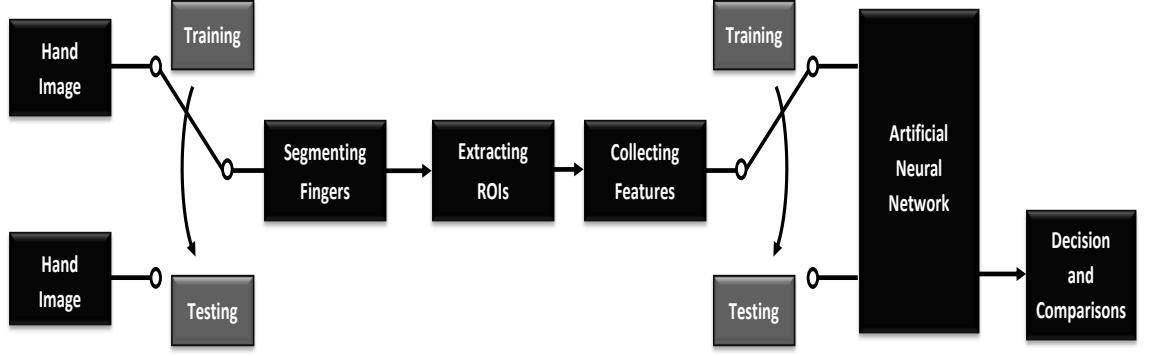 Hand
Image
Training
Segmenting
Fingers
Extracting
ROIs
Collecting
Features
Training
Artificial
Neural
Network
Hand
Image
Testing
Testing
Decision
and
Comparisons